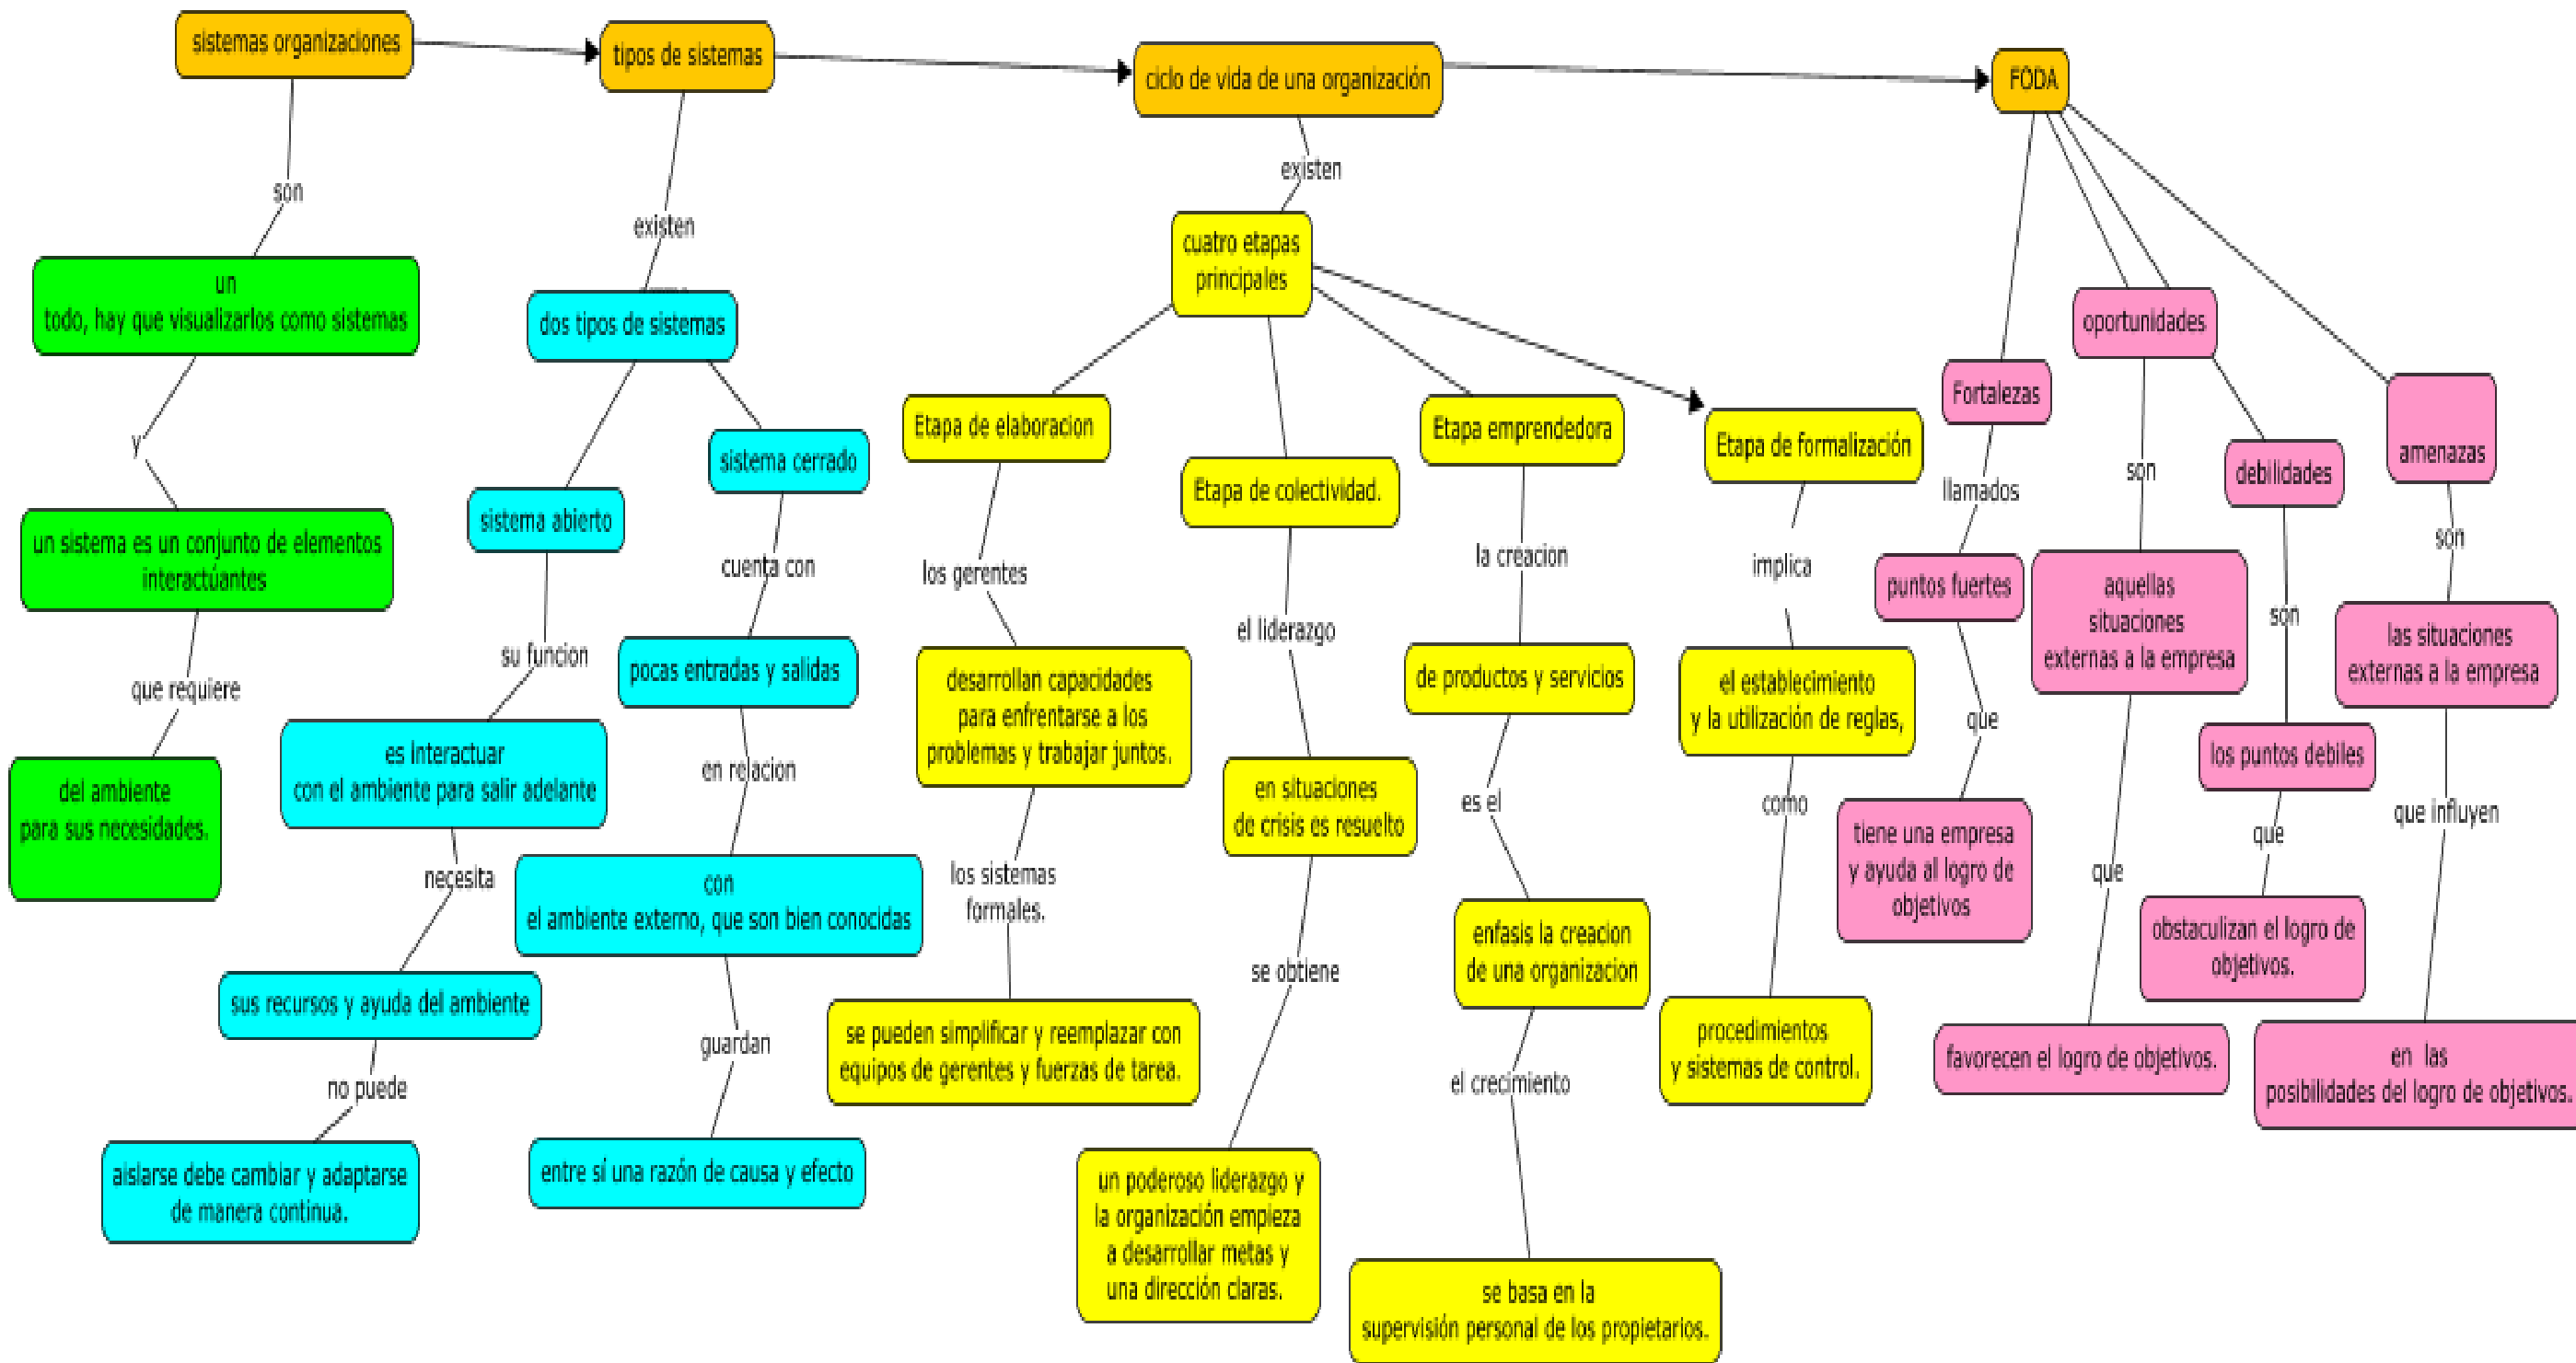 sistemas organizaciones
tipos de sistemas
ciclo de vida de una organización
FODA
son
un
todo, hay que visualizarlos como sistemas
y
un sistema es un conjunto de elementos
interactúantes
que requiere
del ambiente
para sus necesidades.
existen
dos tipos de sistemas
sistema abierto
su funcion
es interactuar
con el ambiente para salir adelante
necesita
sus recursos y ayuda del ambiente
no puede
aislarse debe cambiar y adaptarse
de manera continua.
sistema cerrado
cuenta con
pocas entradas y salidas
en relacion
con
el ambiente externo, que son bien conocidas
guardan
entre sí una razón de causa y efecto
existen
cuatro etapas
principales
Etapa de elaboracion
los gerentes
desarrollan capacidades
para enfrentarse a los
problemas y trabajar juntos.
los sistemas
formales.
se pueden simplificar y reemplazar con
equipos de gerentes y fuerzas de tarea.
Etapa de colectividad.
el liderazgo
en situaciones
de crisis es resuelto
se obtiene
un poderoso liderazgo y
la organización empieza
a desarrollar metas y
una dirección claras.
Etapa emprendedora
la creacion
de productos y servicios
es el
enfasis la creacion
de una organizacion
el crecimiento
se basa en la
supervisión personal de los propietarios.
Etapa de formalización
implica
el establecimiento
y la utilización de reglas,
como
procedimientos
y sistemas de control.
Fortalezas
llamados
puntos fuertes
que
tiene una empresa
y ayuda al logro de
objetivos
oportunidades
son
aquellas
situaciones
externas a la empresa
que
favorecen el logro de objetivos.
debilidades
son
los puntos debiles
que
obstaculizan el logro de
objetivos.
amenazas
son
las situaciones
externas a la empresa
que influyen
en las
posibilidades del logro de objetivos.